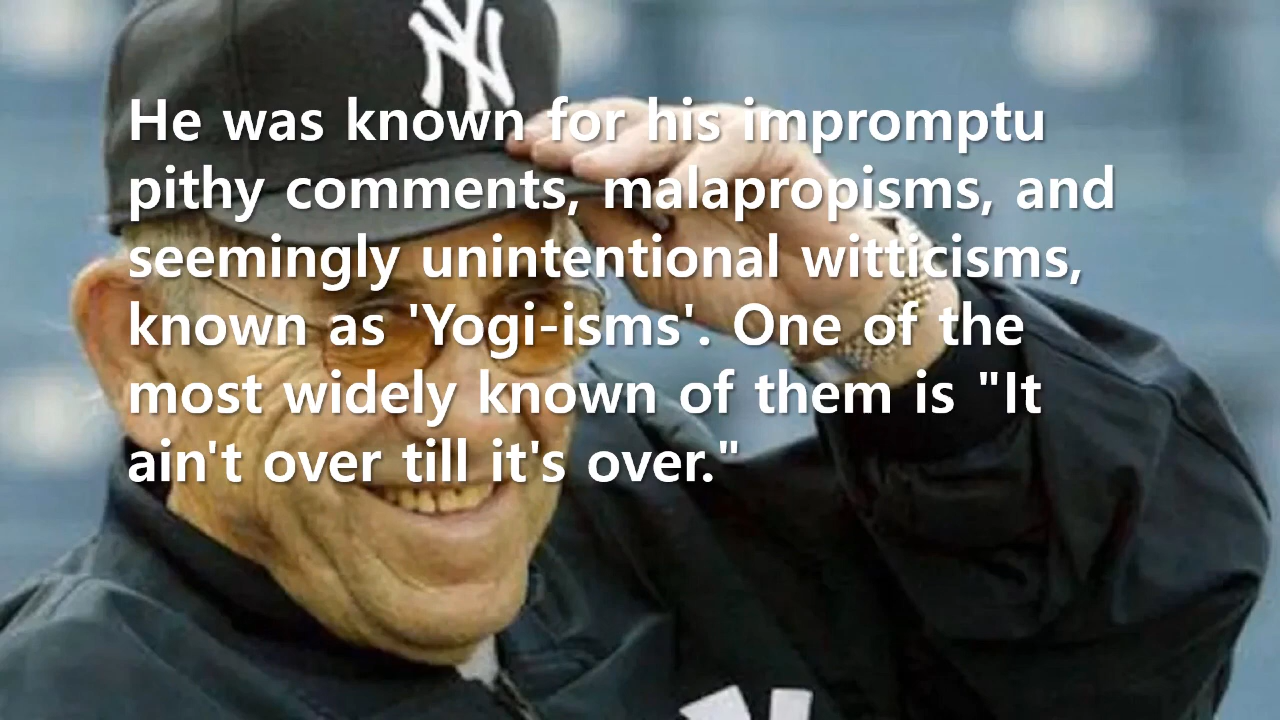 NY
He was known for his impromptu
pithy comments, malapropisms, and
seemingly unintentional witticisms,
known as 'Yogi-isms'. One of the
most widely known of them is "It
ain't over till it's over."